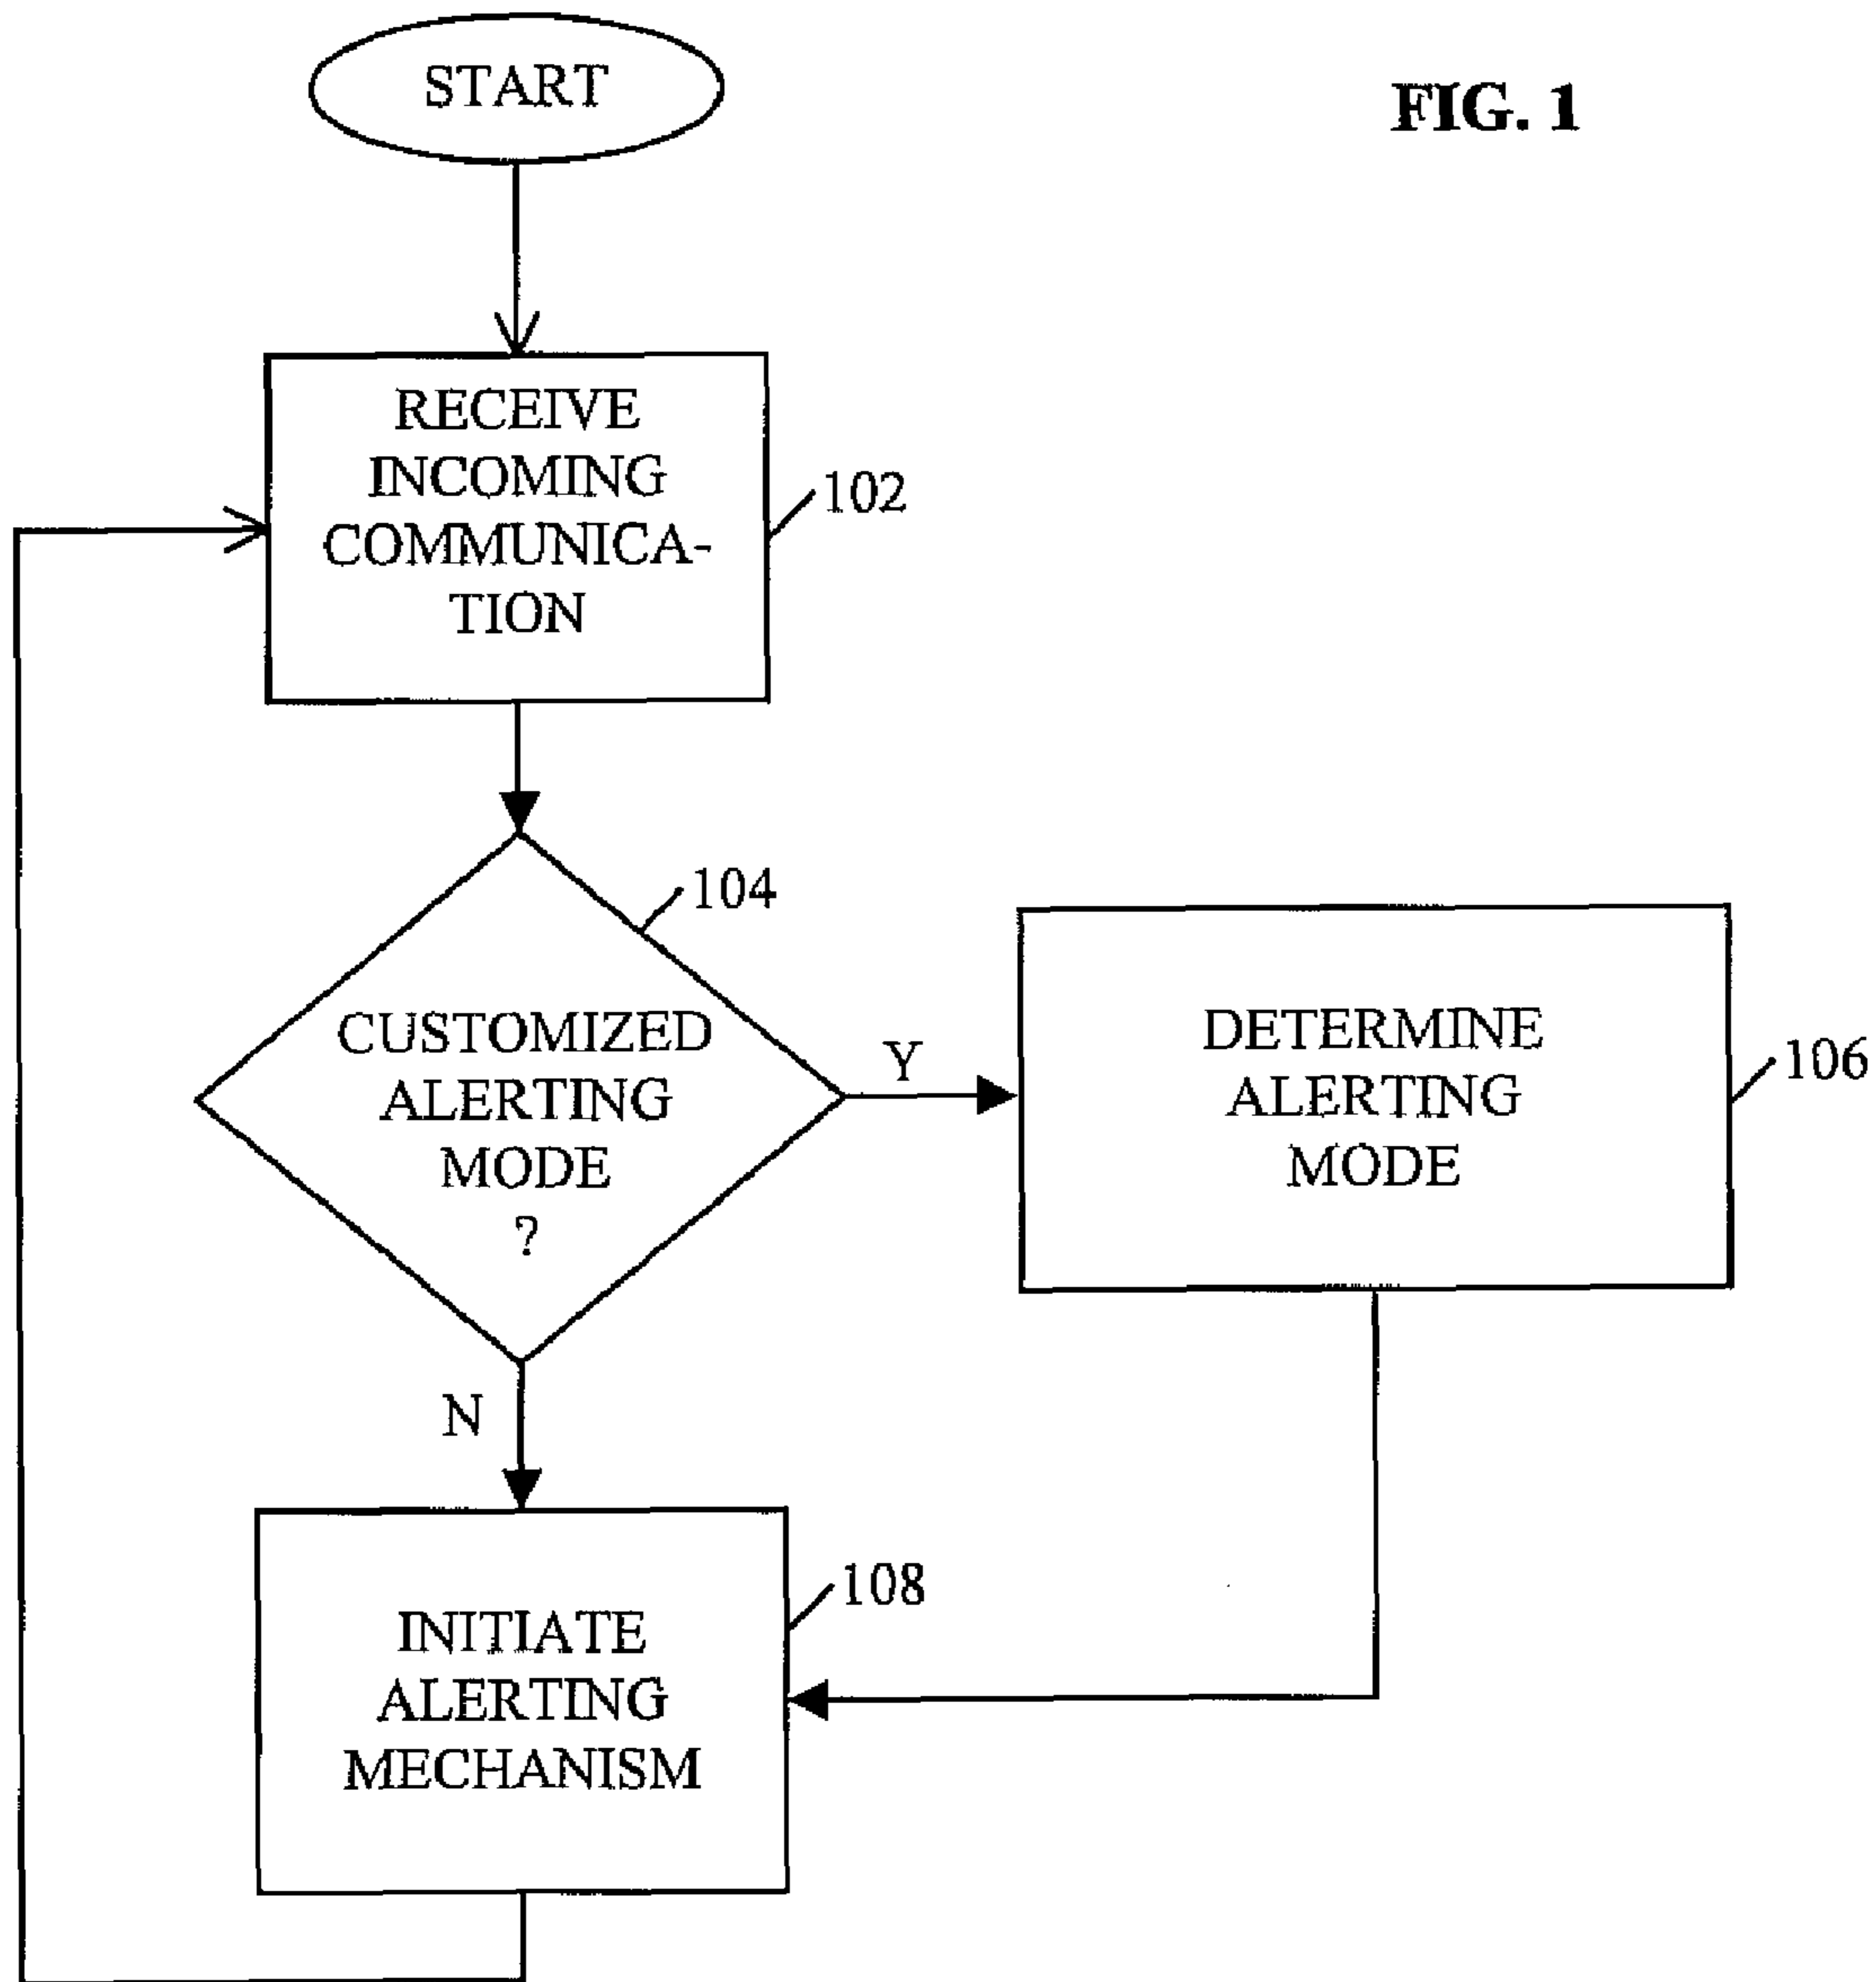 START
FIG. 1
RECEIVE
INCOMING
COMMUNICA-
TION
102
104
CUSTOMIZED
ALERTING
MODE
?
Y
DETERMINE
ALERTING
MODE
106
N
INITIATE
ALERTING
MECHANISM
108